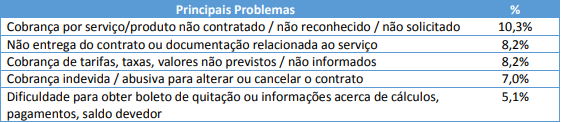 Principais Problemas %
Cobrança por serviço/produto não contratado / não reconhecido / não solicitado 10,3%
Não entrega do contrato ou documentação relacionada ao serviço 8,2%
Cobrança de tarifas, taxas, valores não previstos / não informados 8,2%
Cobrança indevida / abusiva para alterar ou cancelar o contrato 7,0%
Dificuldade para obter boleto de quitação ou informações acerca de cálculos, 5,1%
pagamentos, saldo devedor